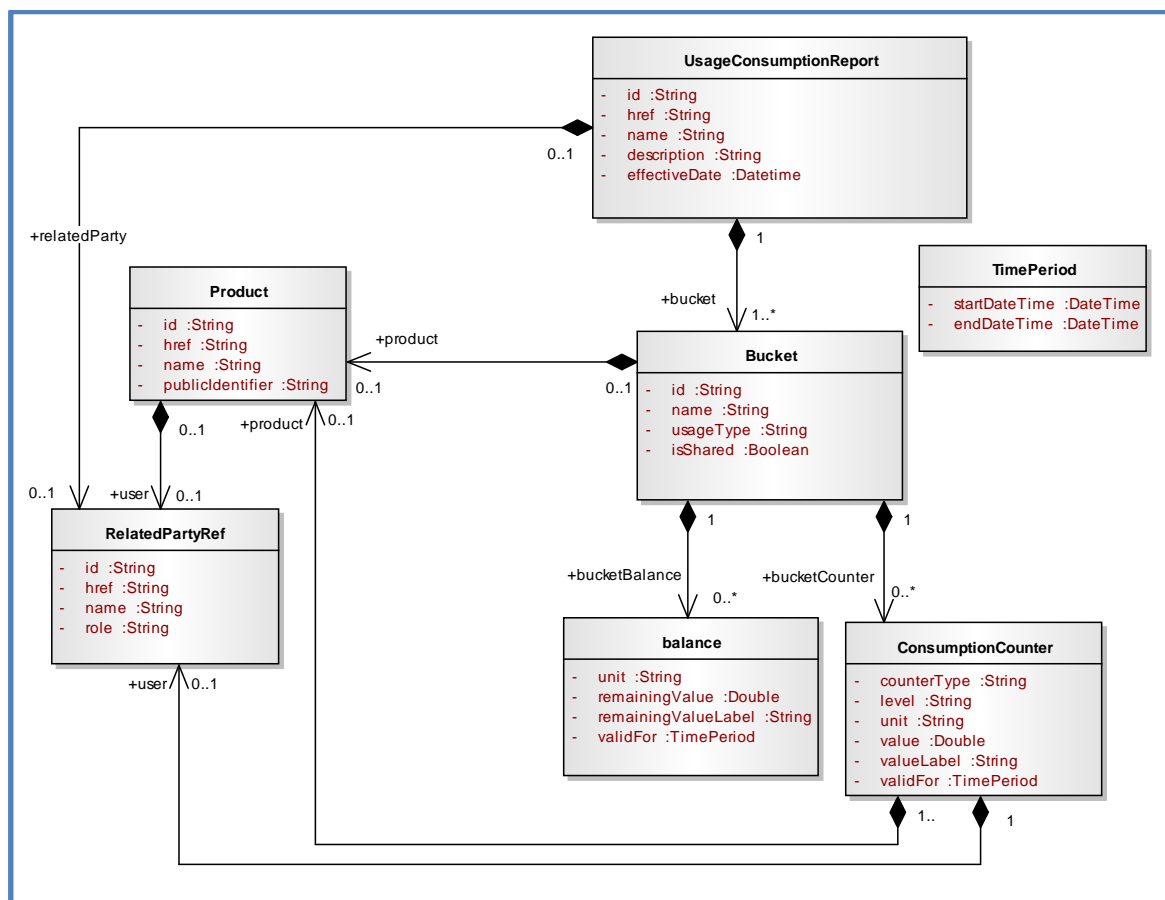 UsageConsumptionReport
- id :String
- href :String
- name :String
- description :String
- effectiveDate :Datetime
0..1
1
+relatedParty
+bucket
1..*
TimePeriod
- startDateTime :DateTime
- endDateTime :DateTime
Product
- id :String
- href :String
- name :String
- publicIdentifier :String
+product
0..1
0..1
Bucket
- id :String
- name :String
- usageType :String
- isShared :Boolean
0..1
+product
0..1
0..1
+user
0..1
RelatedPartyRef
- id :String
- href :String
- name :String
- role :String
1
1
+bucketBalance
0..*
+bucketCounter
0..*
balance
- unit :String
- remainingValue :Double
- remainingValueLabel :String
- validFor :TimePeriod
ConsumptionCounter
- counterType :String
- level :String
- unit :String
- value :Double
- valueLabel :String
- validFor :TimePeriod
+user
0..1
1..
1